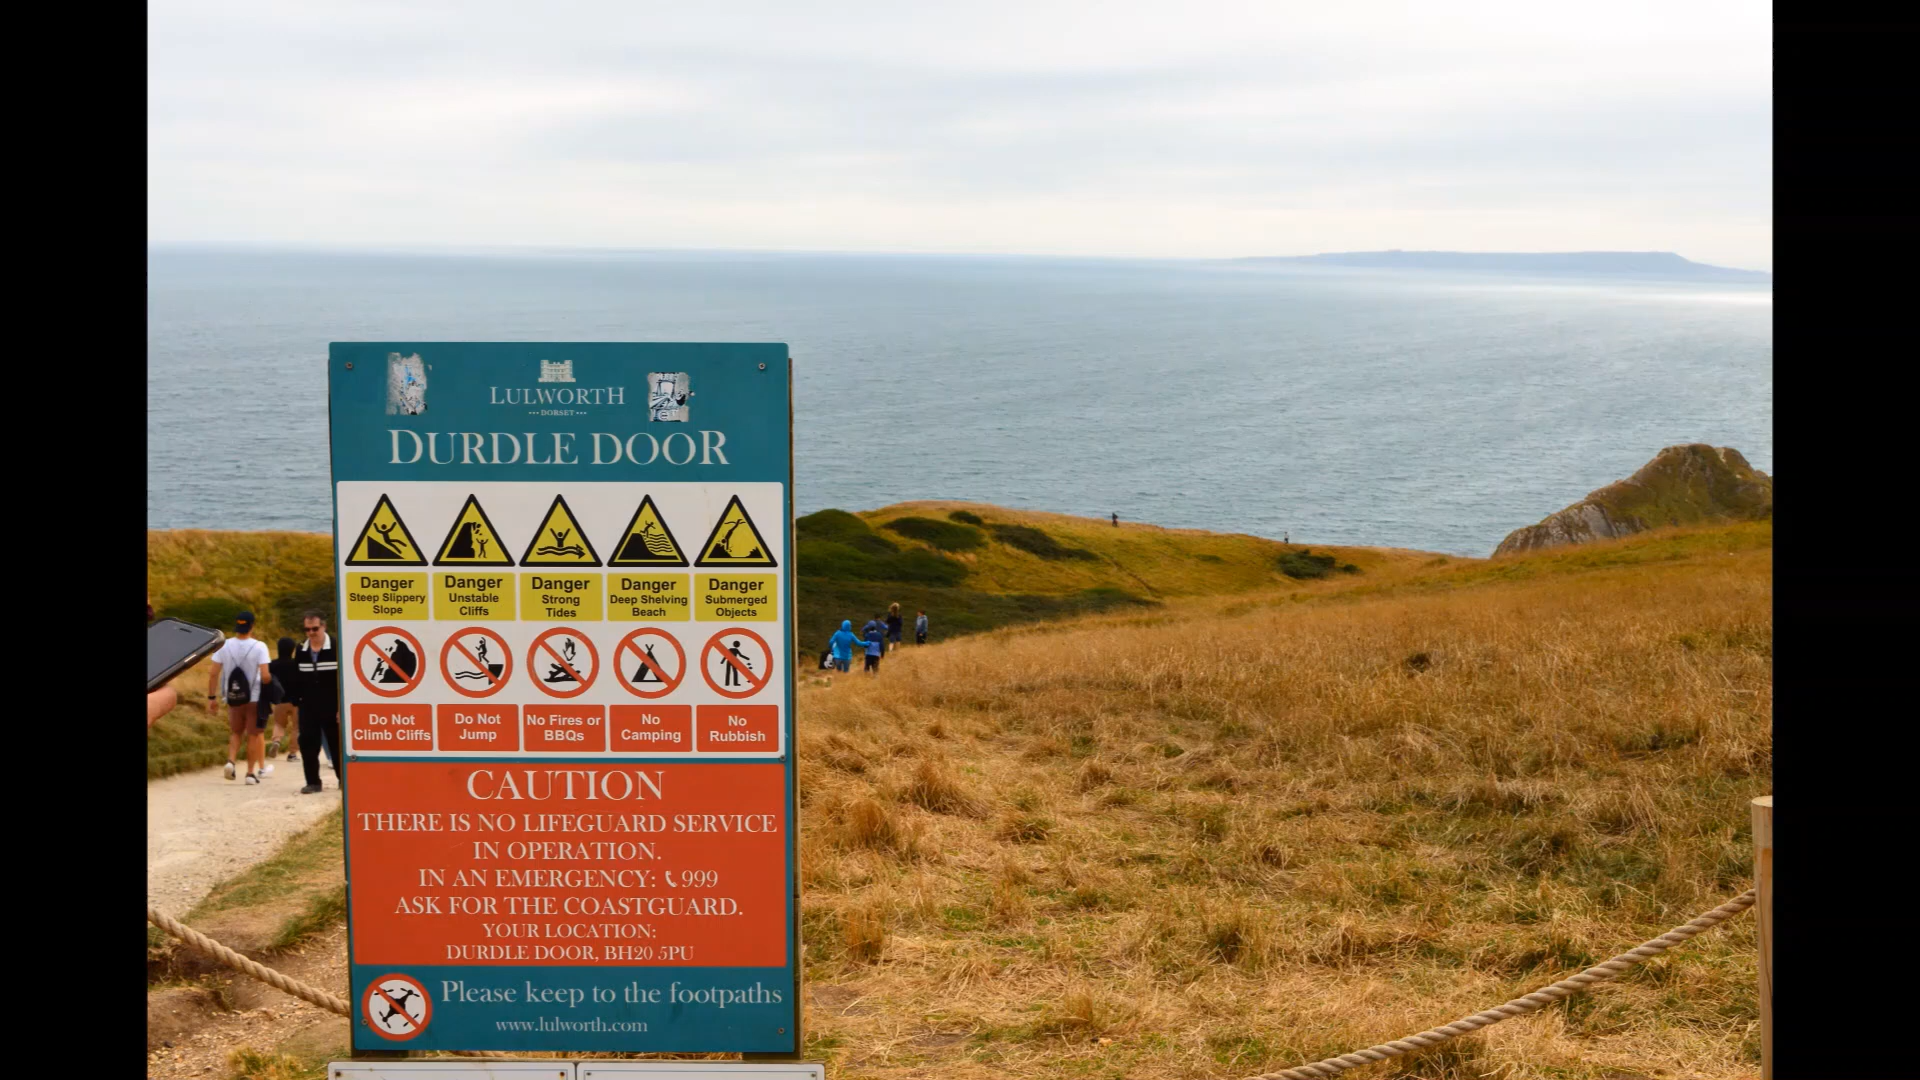 LULWORTH
DORSET
DURDLE DOOR
Danger
Steep Slippery
Slope
Danger
Unstable
Cliffs
Danger
Strong
Tides
Danger
Deep Shelving
Beach
Danger
Submerged
Objects
Do Not
Climb Cliffs
Do Not
Jump
No Fires or
BBQs
No
Camping
No
Rubbish
CAUTION
THERE IS NO LIFEGUARD SERVICE
IN OPERATION.
IN AN EMERGENCY: 999
ASK FOR THE COASTGUARD.
YOUR LOCATION:
DURDLE DOOR, BH20 5PU
Please keep to the footpaths
www.lulworth.com